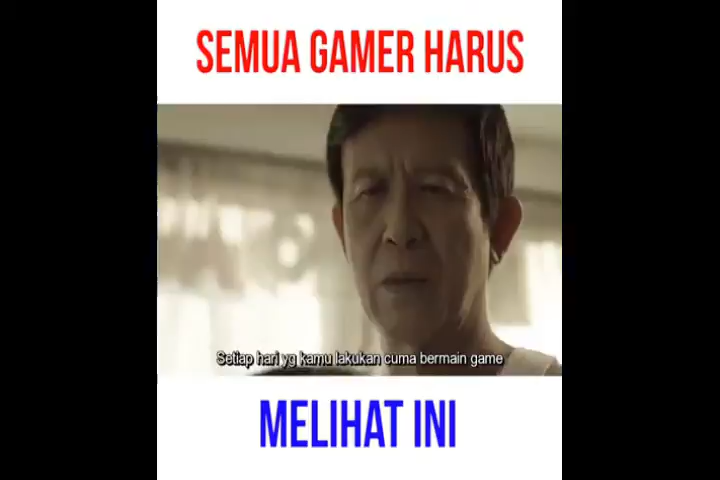 SEMUA GAMER HARUS
Setiap hari yg kamu lakukan cuma bermain game
MELIHAT INI